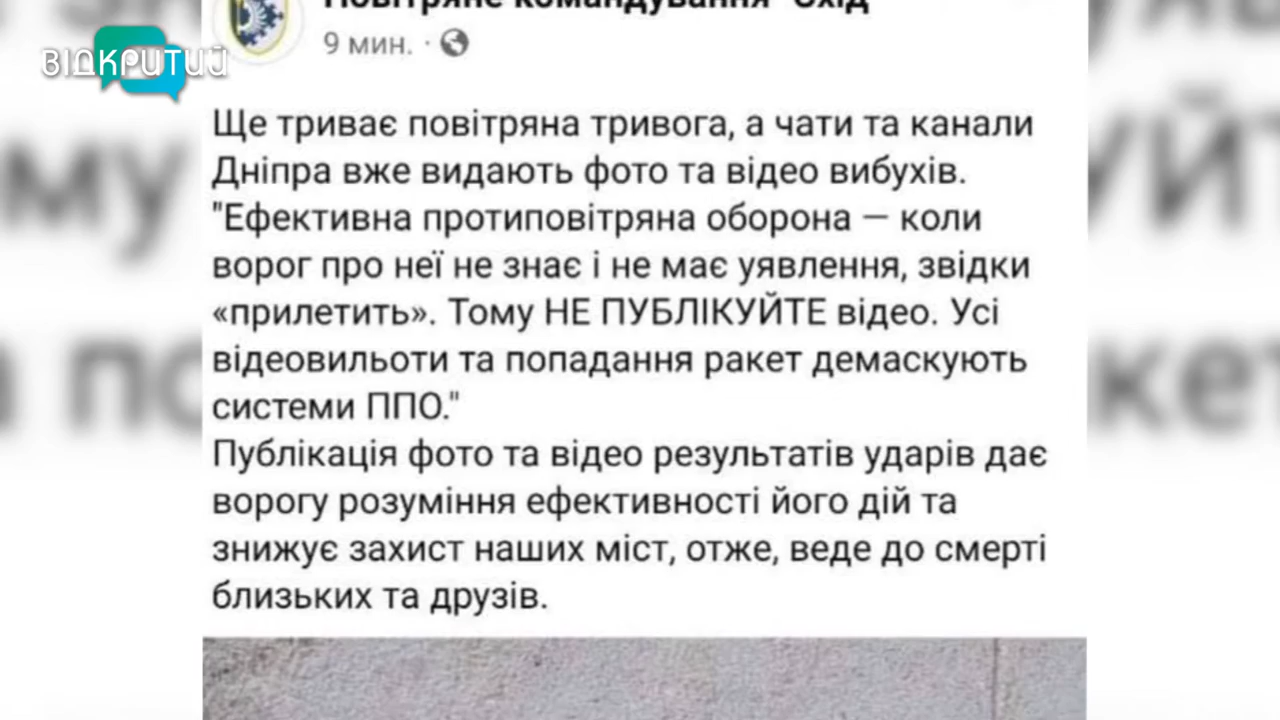 Повітряне командування "Схід"
9 мин. ·
ВІДКРИТИЙ
Ще триває повітряна тривога, а чати та канали
Дніпра вже видають фото та відео вибухів.
"Ефективна протиповітряна оборона — коли
ворог про неї не знає і не має уявлення, звідки
«прилетить». Тому НЕ ПУБЛІКУЙТЕ відео. Усі
відеовильоти та попадання ракет демаскують
системи ППО."
Публікація фото та відео результатів ударів дає
ворогу розуміння ефективності його дій та
знижує захист наших міст, отже, веде до смерті
близьких та друзів.